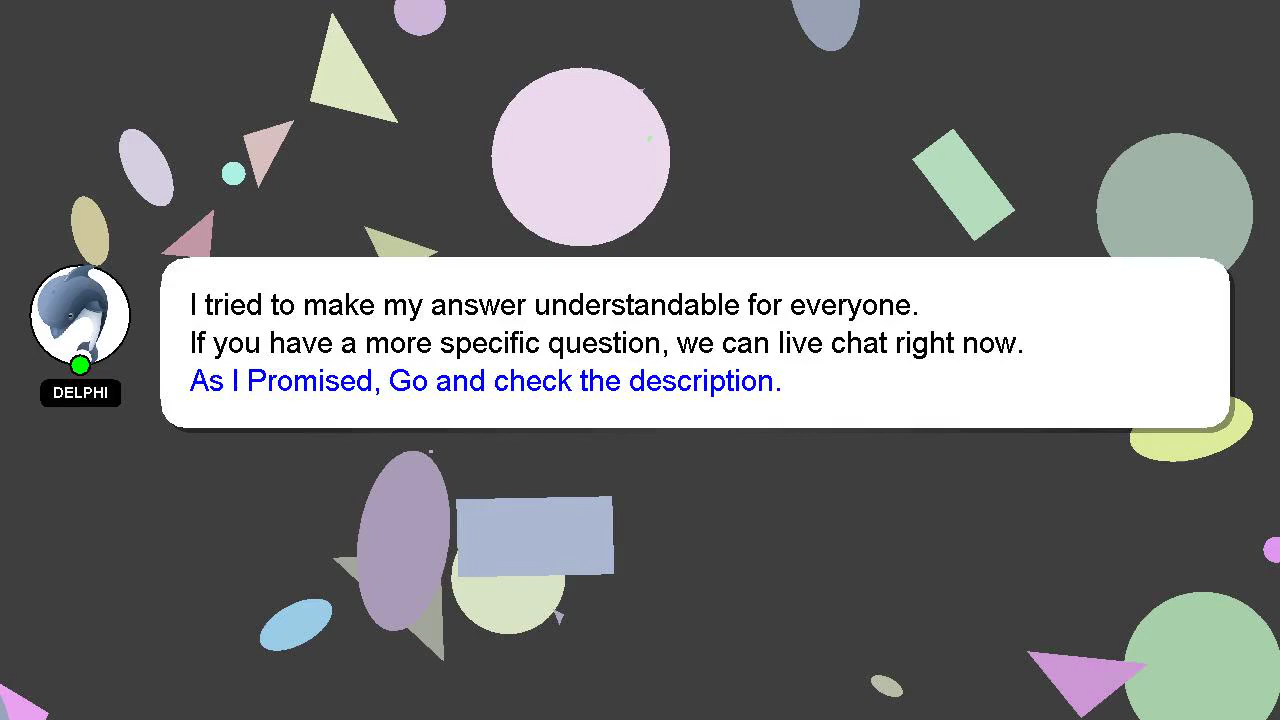 I tried to make my answer understandable for everyone.
If you have a more specific question, we can live chat right now.
As I Promised, Go and check the description.
DELPHI